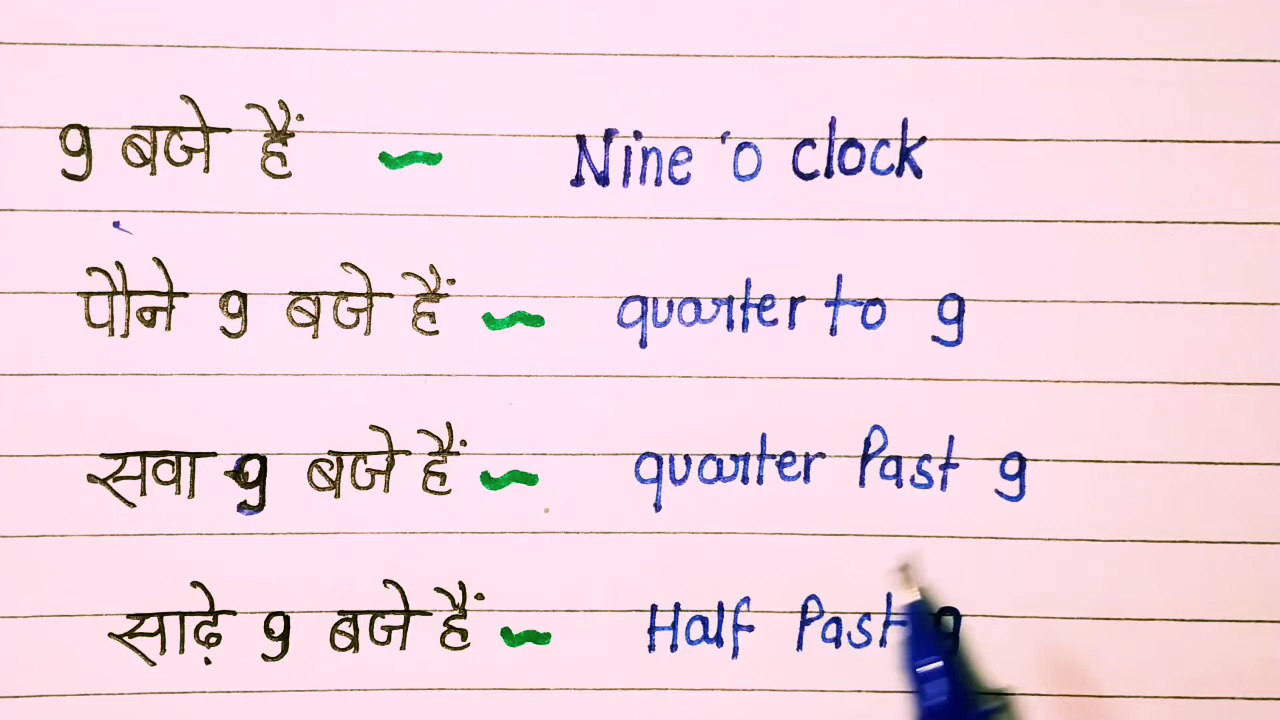 9 बजे हैं ~ Nine 'o clock
पौने 9 बजे हैं ~ quarter to 9
सवा 9 बजे हैं ~ quarter Past 9
साढ़े 9 बजे हैं ~ Half Past 9